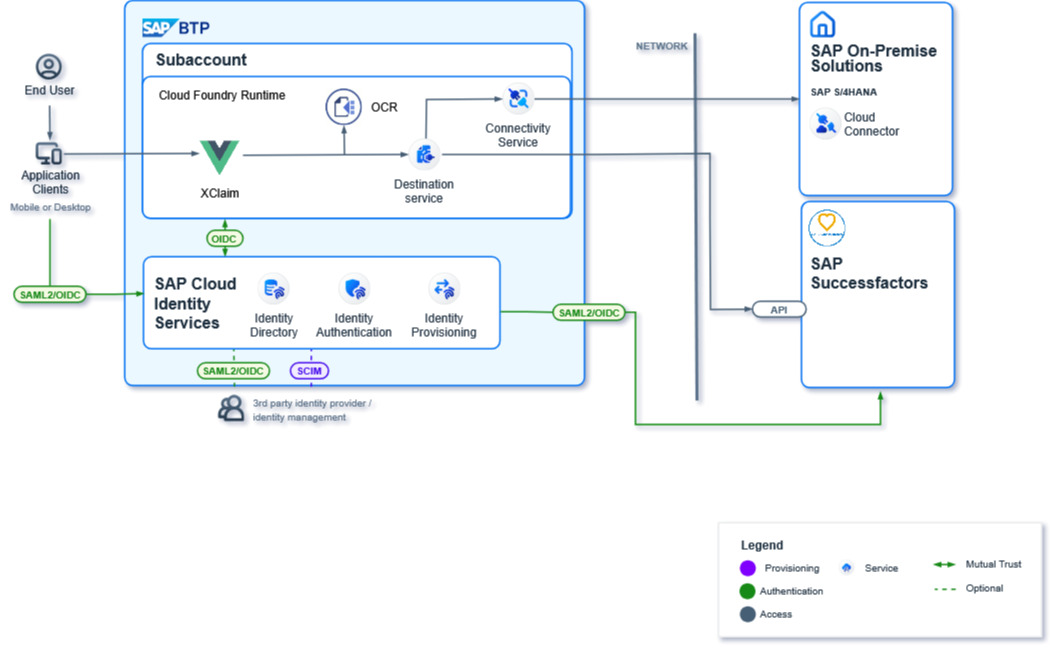 SAP BTP
Subaccount
Cloud Foundry Runtime
OCR
XClaim
Destination
service
Connectivity
Service
End User
Application
Clients
Mobile or Desktop
SAML2/OIDC
OIDC
SAP Cloud
Identity
Services
Identity
Directory
Identity
Authentication
Identity
Provisioning
SAML2/OIDC
SCIM
3rd party identity provider /
identity management
SAML2/OIDC
NETWORK
SAP On-Premise
Solutions
SAP S/4HANA
Cloud
Connector
SAP
Successfactors
API
Legend
Provisioning
Service
Mutual Trust
Authentication
Optional
Access